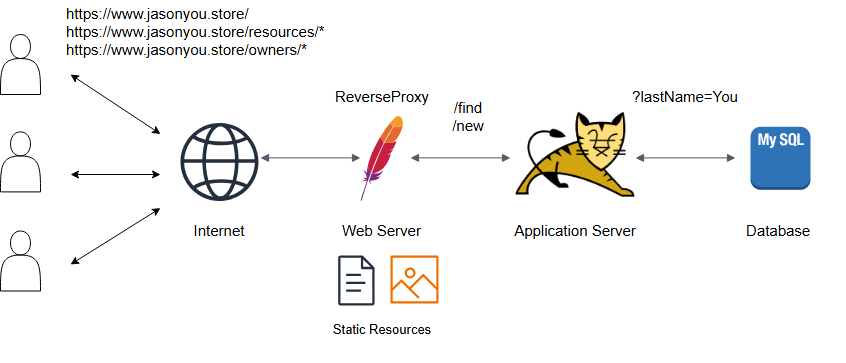 https://www.jasonyou.store/
https://www.jasonyou.store/resources/*
https://www.jasonyou.store/owners/*
ReverseProxy
/find
/new
?lastName=You
My SQL
Internet
Web Server
Application Server
Database
Static Resources